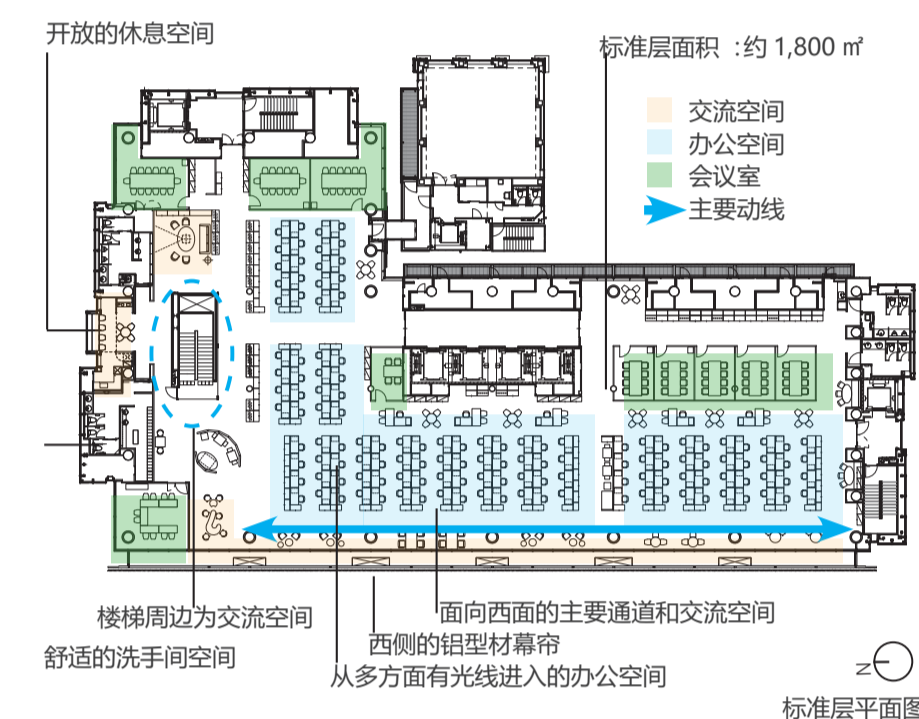 开放的休息空间
标准层面积 ：约 1,800 ㎡
交流空间
办公空间
会议室
主要动线
楼梯周边为交流空间
面向西面的主要通道和交流空间
西侧的铝型材幕帘
舒适的洗手间空间
从多方面有光线进入的办公空间
N
标准层平面图